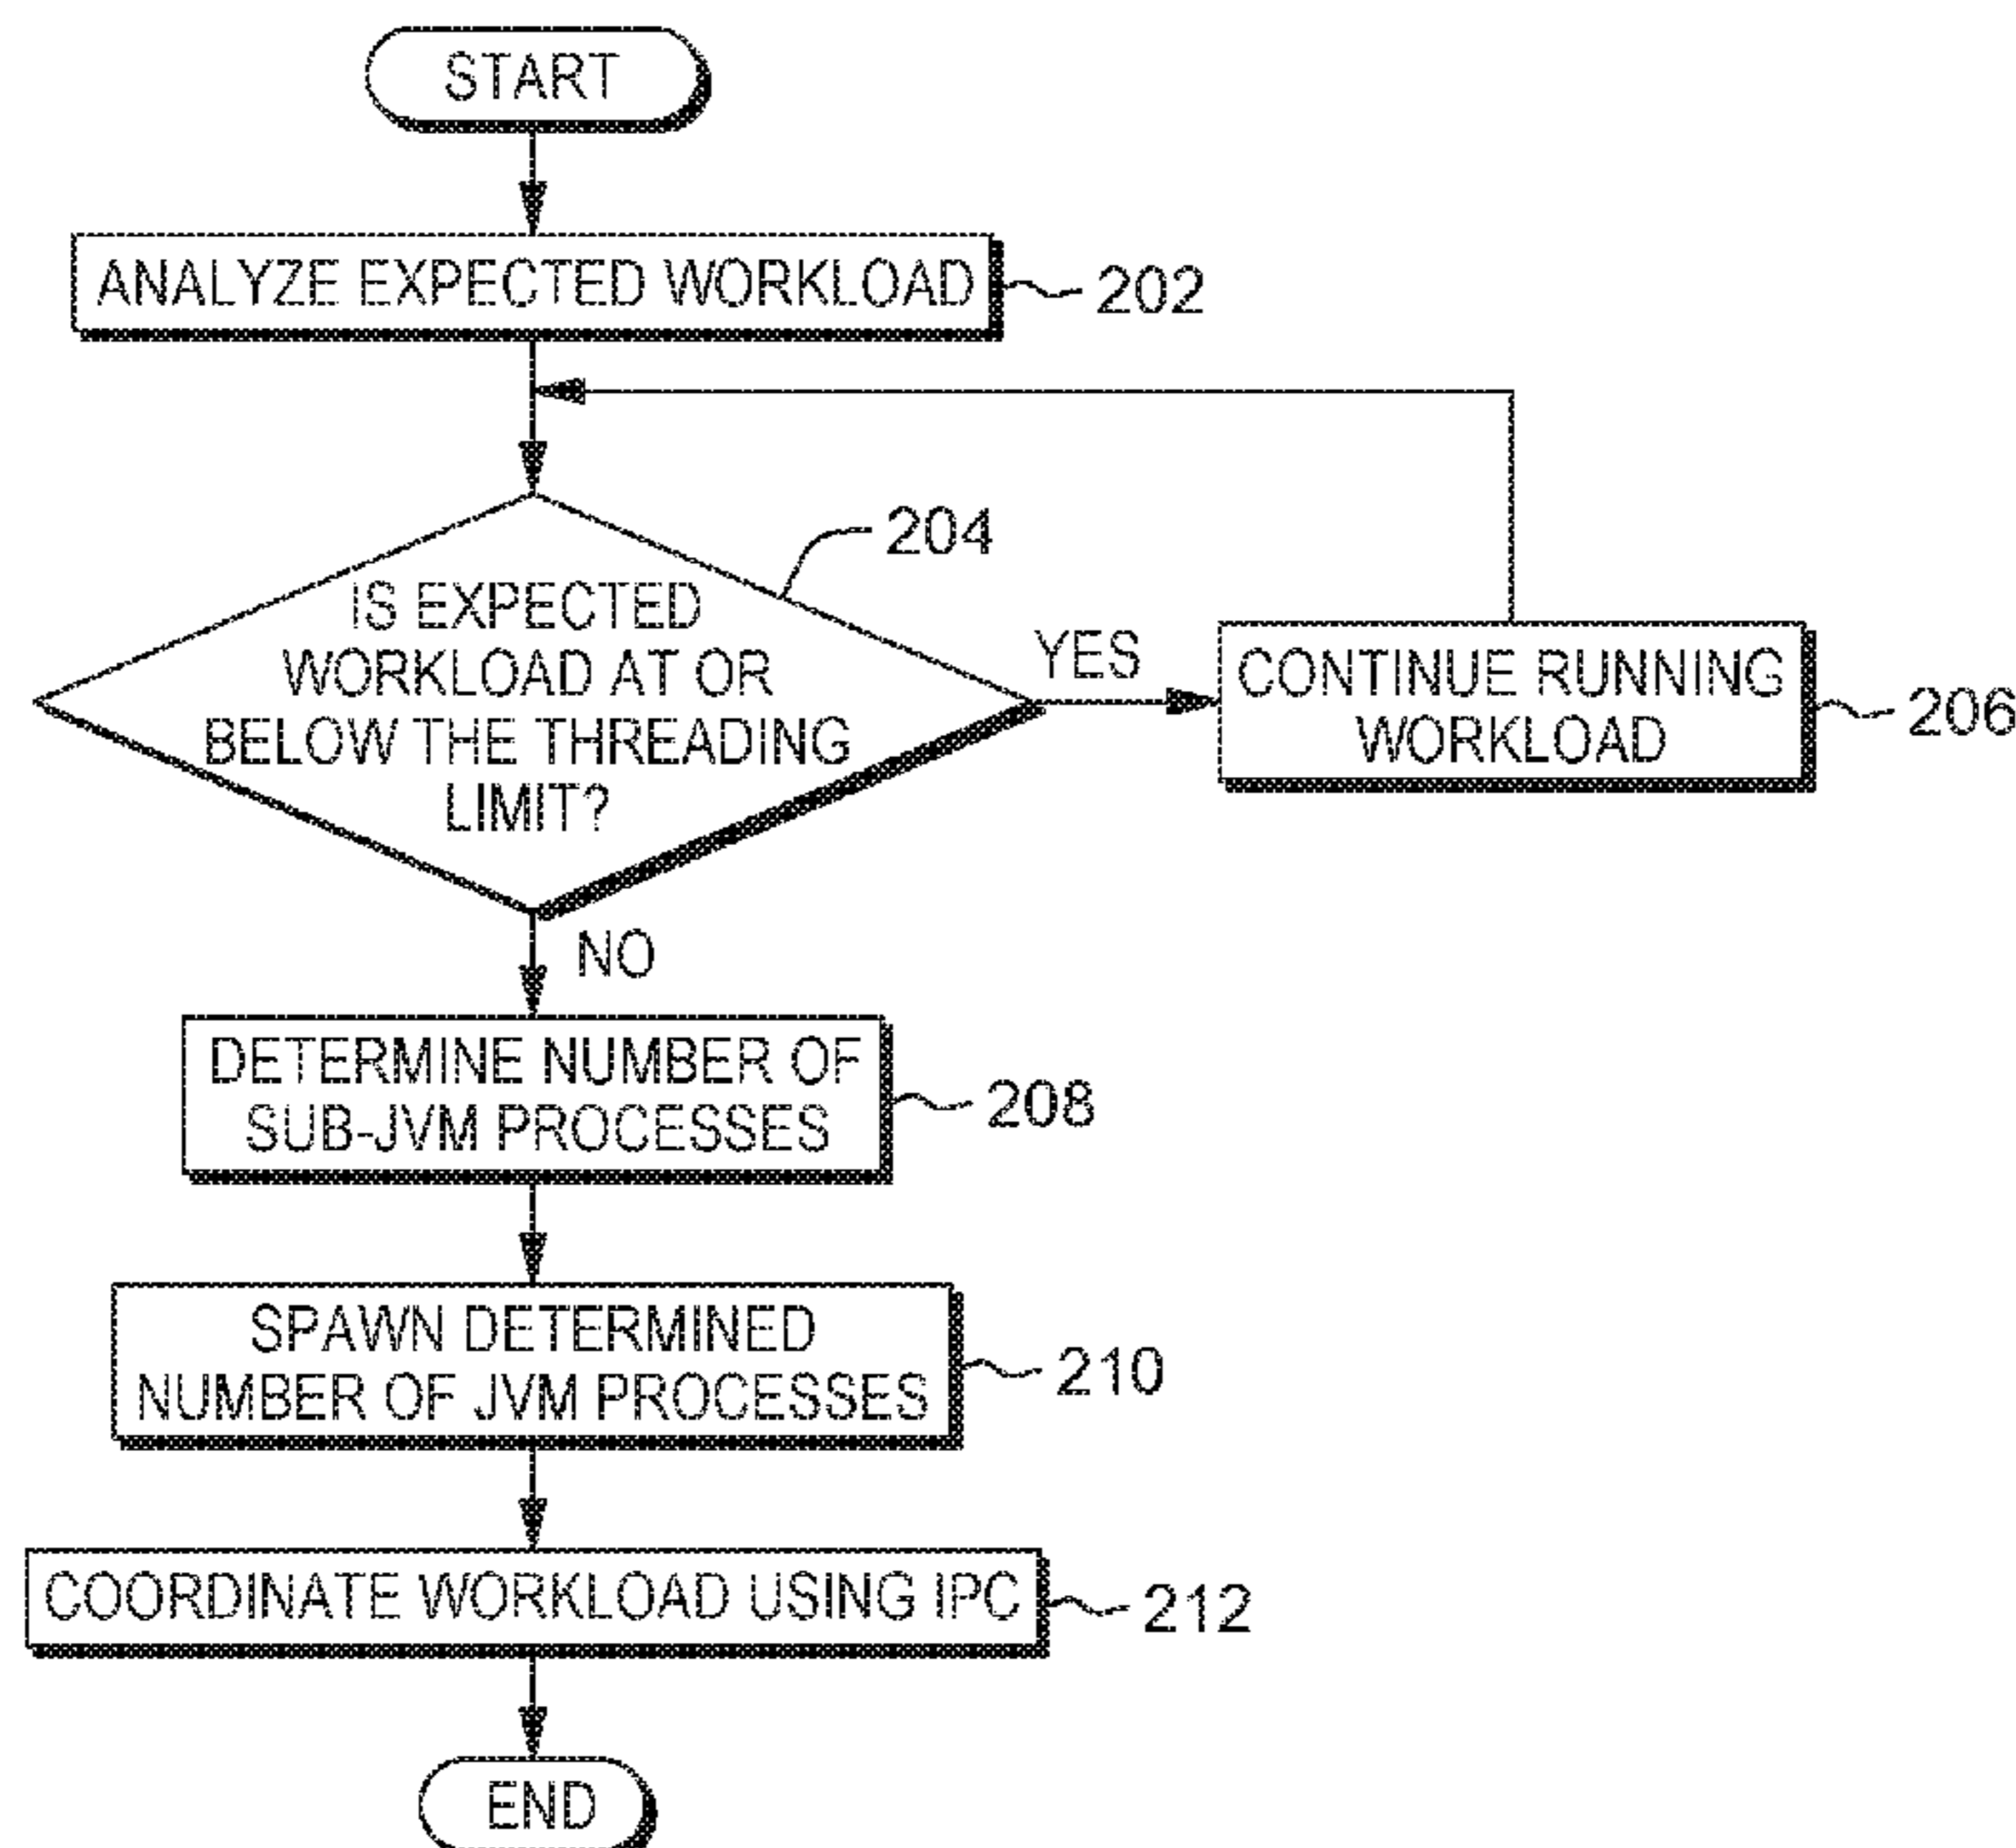 START
ANALYZE EXPECTED WORKLOAD
202
204
IS EXPECTED
WORKLOAD AT OR
BELOW THE THREADING
LIMIT?
YES
CONTINUE RUNNING
WORKLOAD
206
NO
DETERMINE NUMBER OF
SUB-JVM PROCESSES
208
SPAWN DETERMINED
NUMBER OF JVM PROCESSES
210
COORDINATE WORKLOAD USING IPC
212
END